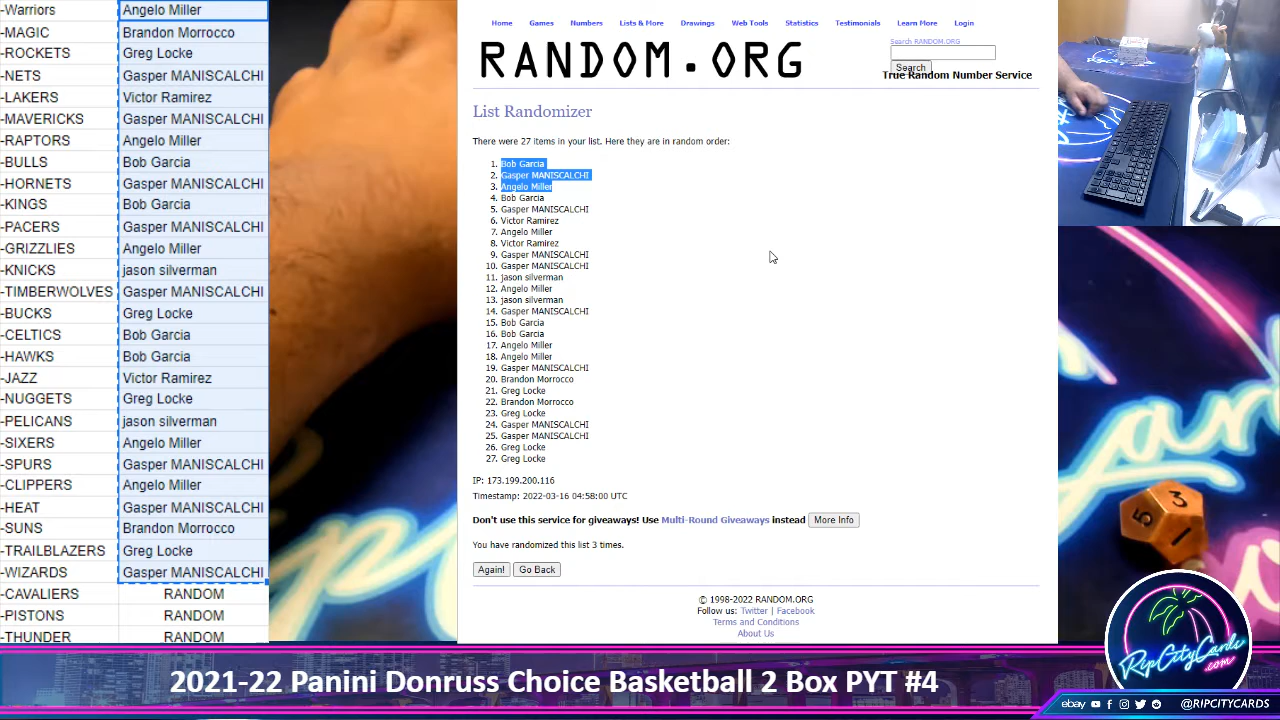 -Warriors Angelo Miller
-MAGIC Brandon Morrocco
-ROCKETS Greg Locke
-NETS Gasper MANISCALCHI
-LAKERS Victor Ramirez
-MAVERICKS Gasper MANISCALCHI
-RAPTORS Angelo Miller
-BULLS Bob Garcia
-HORNETS Gasper MANISCALCHI
-KINGS Bob Garcia
-PACERS Gasper MANISCALCHI
-GRIZZLIES Angelo Miller
-KNICKS jason silverman
-TIMBERWOLVES Gasper MANISCALCHI
-BUCKS Greg Locke
-CELTICS Bob Garcia
-HAWKS Bob Garcia
-JAZZ Victor Ramirez
-NUGGETS Greg Locke
-PELICANS jason silverman
-SIXERS Angelo Miller
-SPURS Gasper MANISCALCHI
-CLIPPERS Angelo Miller
-HEAT Gasper MANISCALCHI
-SUNS Brandon Morrocco
-TRAILBLAZERS Greg Locke
-WIZARDS Gasper MANISCALCHI
-CAVALIERS RANDOM
-PISTONS RANDOM
-THUNDER RANDOM
Home Games Numbers Lists & More Drawings Web Tools Statistics Testimonials Learn More Login
RANDOM.ORG
Search RANDOM.ORG
Search
True Random Number Service
List Randomizer
There were 27 items in your list. Here they are in random order:
1. Bob Garcia
2. Gasper MANISCALCHI
3. Angelo Miller
4. Bob Garcia
5. Gasper MANISCALCHI
6. Victor Ramirez
7. Angelo Miller
8. Victor Ramirez
9. Gasper MANISCALCHI
10. Gasper MANISCALCHI
11. jason silverman
12. Angelo Miller
13. jason silverman
14. Gasper MANISCALCHI
15. Bob Garcia
16. Bob Garcia
17. Angelo Miller
18. Angelo Miller
19. Gasper MANISCALCHI
20. Brandon Morrocco
21. Greg Locke
22. Brandon Morrocco
23. Greg Locke
24. Gasper MANISCALCHI
25. Gasper MANISCALCHI
26. Greg Locke
27. Greg Locke
IP: 173.199.200.116
Timestamp: 2022-03-16 04:58:00 UTC
Don't use this service for giveaways! Use Multi-Round Giveaways instead More Info
You have randomized this list 3 times.
Again! Go Back
© 1998-2022 RANDOM.ORG
Follow us: Twitter | Facebook
Terms and Conditions
About Us
5 3 1
RipCityCards
.com
2021-22 Panini Donruss Choice Basketball 2 Box PYT #4
ebay @RIPCITYCARDS